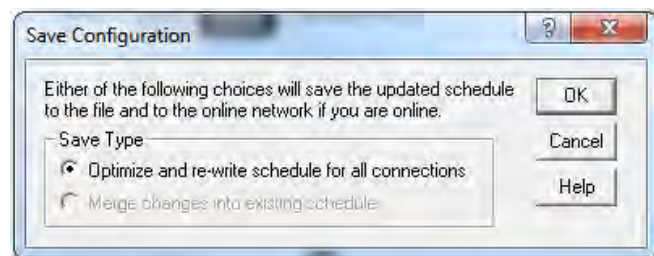 Save Configuration
Either of the following choices will save the updated schedule
to the file and to the online network if you are online.
OK
Save Type
Cancel
Optimize and re-write schedule for all connections
Help
Merge changes into existing schedule